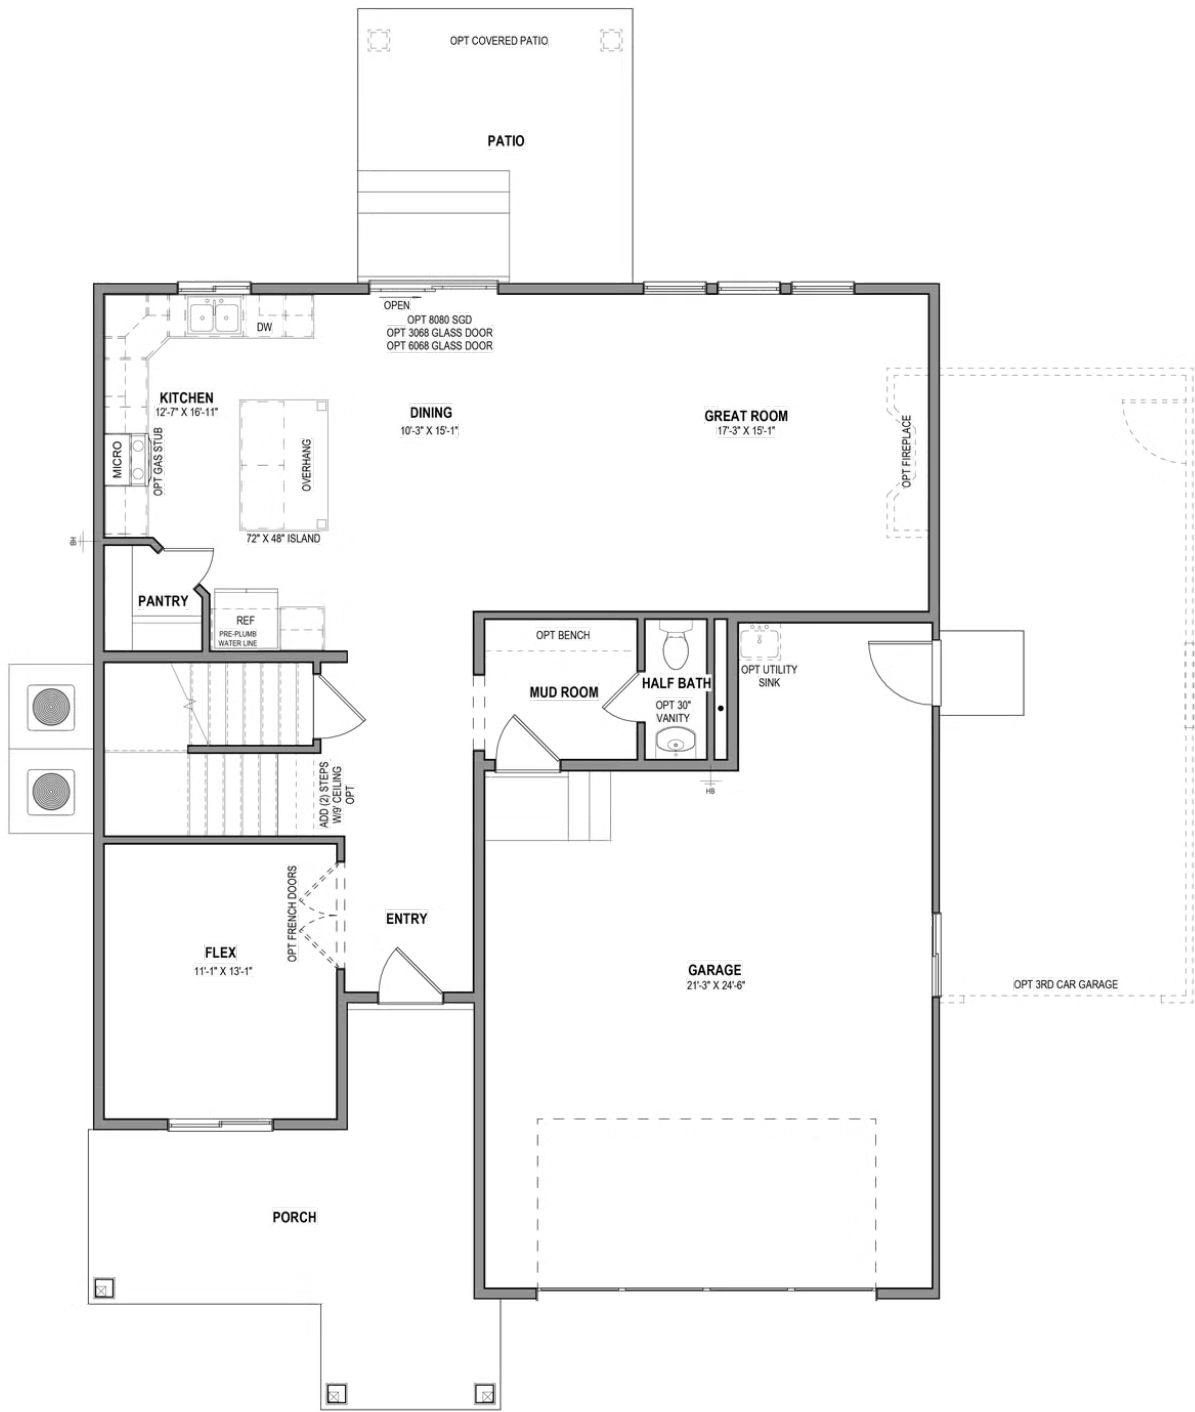 OPT COVERED PATIO
PATIO
OPEN
OPT 8080 SGD
OPT 3068 GLASS DOOR
OPT 6068 GLASS DOOR
DW
KITCHEN
12'-7" X 16'-11"
DINING
10'-3" X 15'-1"
GREAT ROOM
17'-3" X 15'-1"
OPT FIREPLACE
MICRO
OPT GAS STUB
OVERHANG
72" X 48" ISLAND
HB
PANTRY
REF
PRE-PLUMB
WATER LINE
OPT BENCH
MUD ROOM
HALF BATH
OPT 30"
VANITY
OPT UTILITY
SINK
HB
ADD (2) STEPS
W/9' CEILING
OPT
OPT FRENCH DOORS
ENTRY
FLEX
11'-1" X 13'-1"
GARAGE
21'-3" X 24'-6"
OPT 3RD CAR GARAGE
PORCH